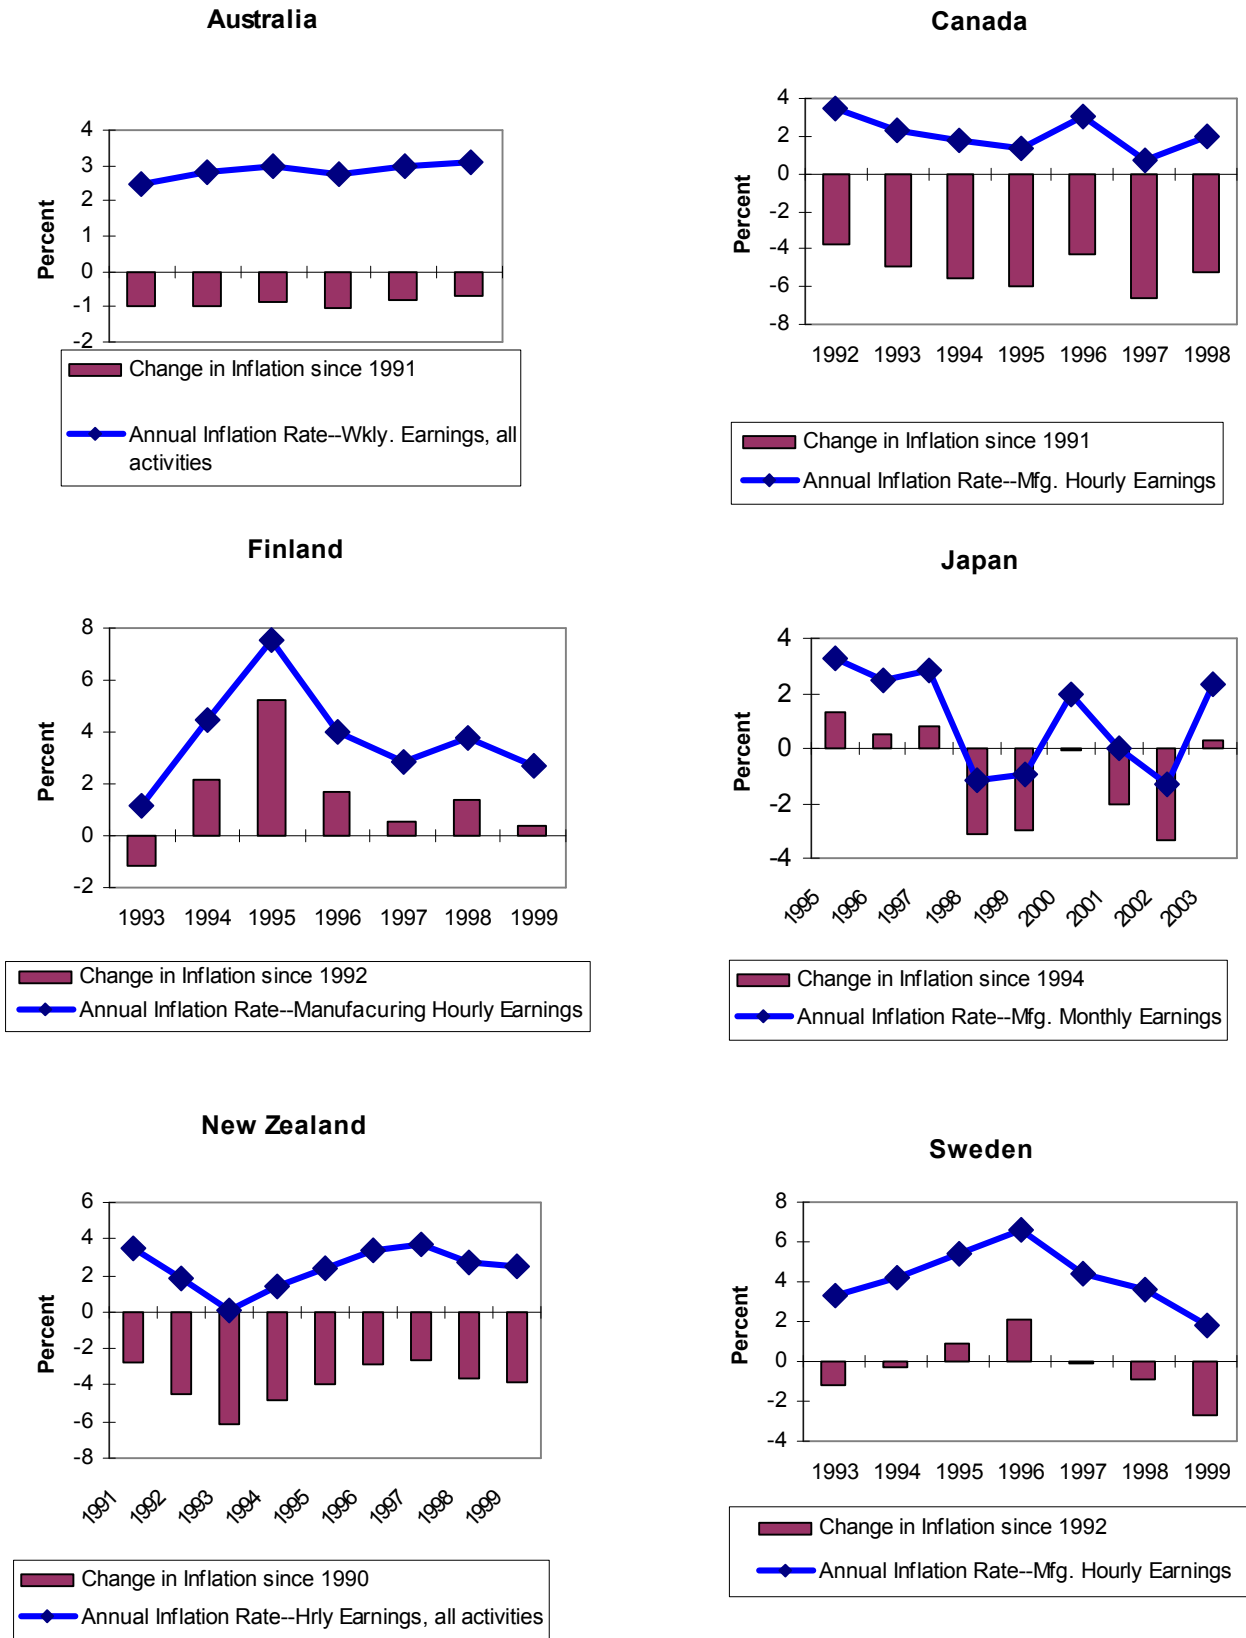 Australia
Percent
4
3
2
1
0
-1
-2
Change in Inflation since 1991
Annual Inflation Rate--Wkly. Earnings, all
activities
Canada
Percent
4
2
0
-2
-4
-6
-8
1992 1993 1994 1995 1996 1997 1998
Change in Inflation since 1991
Annual Inflation Rate--Mfg. Hourly Earnings
Finland
Percent
8
6
4
2
0
-2
1993 1994 1995 1996 1997 1998 1999
Change in Inflation since 1992
Annual Inflation Rate--Manufacuring Hourly Earnings
Japan
Percent
4
2
0
-2
-4
1995 1996 1997 1998 1999 2000 2001 2002 2003
Change in Inflation since 1994
Annual Inflation Rate--Mfg. Monthly Earnings
New Zealand
Percent
6
4
2
0
-2
-4
-6
-8
1991 1992 1993 1994 1995 1996 1997 1998 1999
Change in Inflation since 1990
Annual Inflation Rate--Hrly Earnings, all activities
Sweden
Percent
8
6
4
2
0
-2
-4
1993 1994 1995 1996 1997 1998 1999
Change in Inflation since 1992
Annual Inflation Rate--Mfg. Hourly Earnings